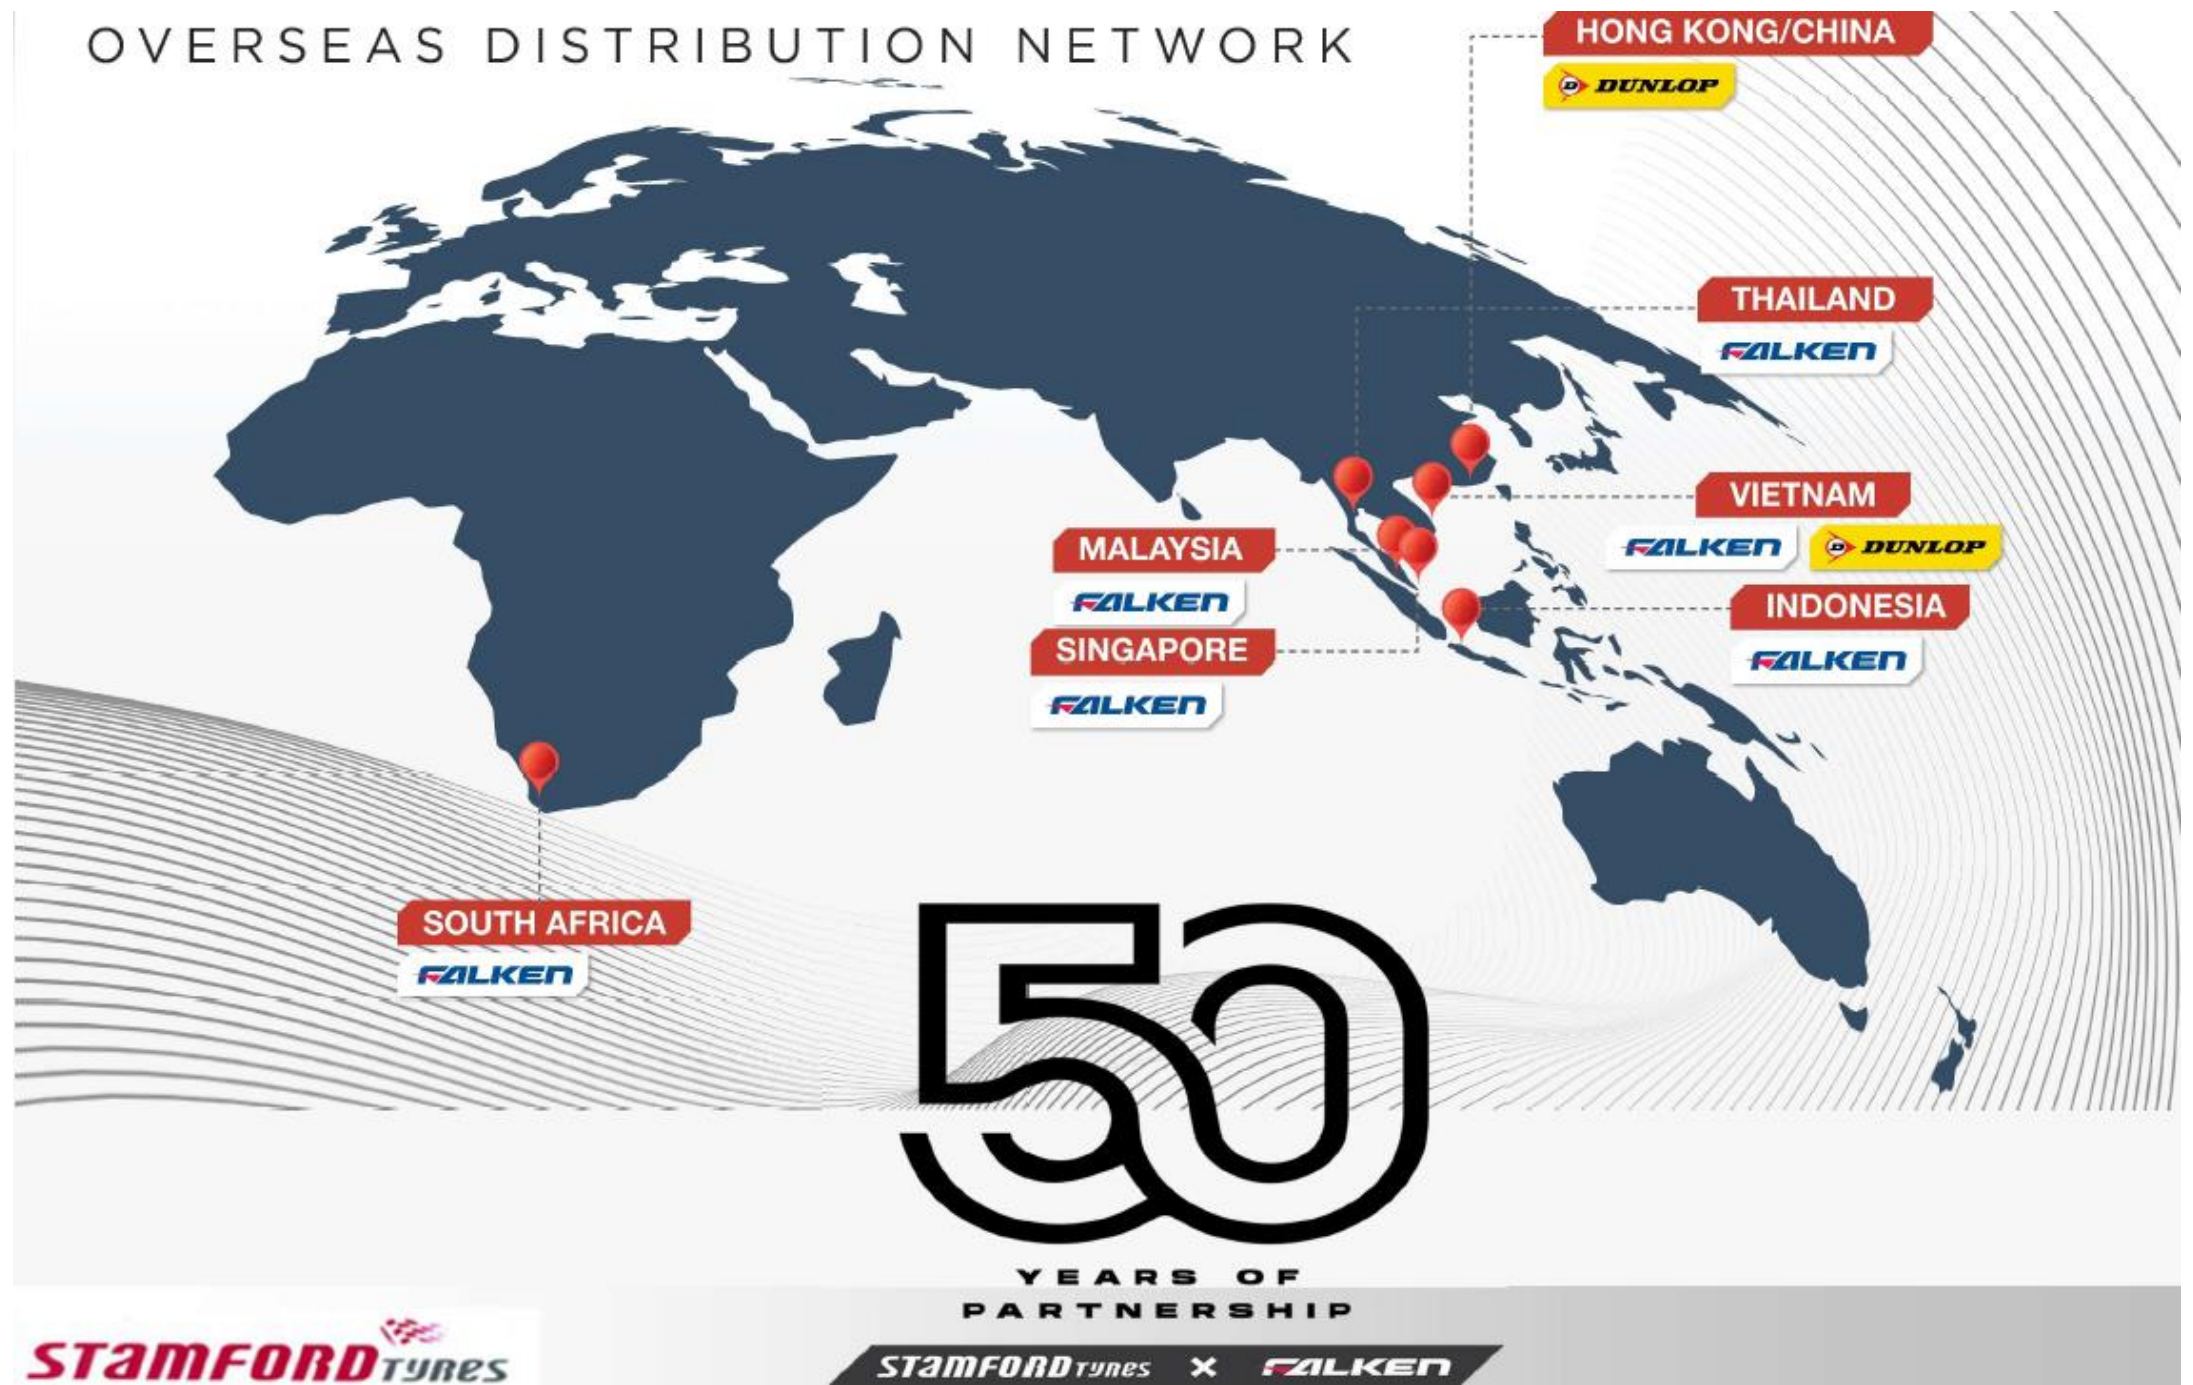 OVERSEAS DISTRIBUTION NETWORK
HONG KONG/CHINA
D DUNLOP
THAILAND
FALKEN
VIETNAM
FALKEN D DUNLOP
MALAYSIA
FALKEN
INDONESIA
FALKEN
SINGAPORE
FALKEN
SOUTH AFRICA
FALKEN
50
YEARS OF
PARTNERSHIP
STAMFORD TYRES
STAMFORD TYRES X FALKEN